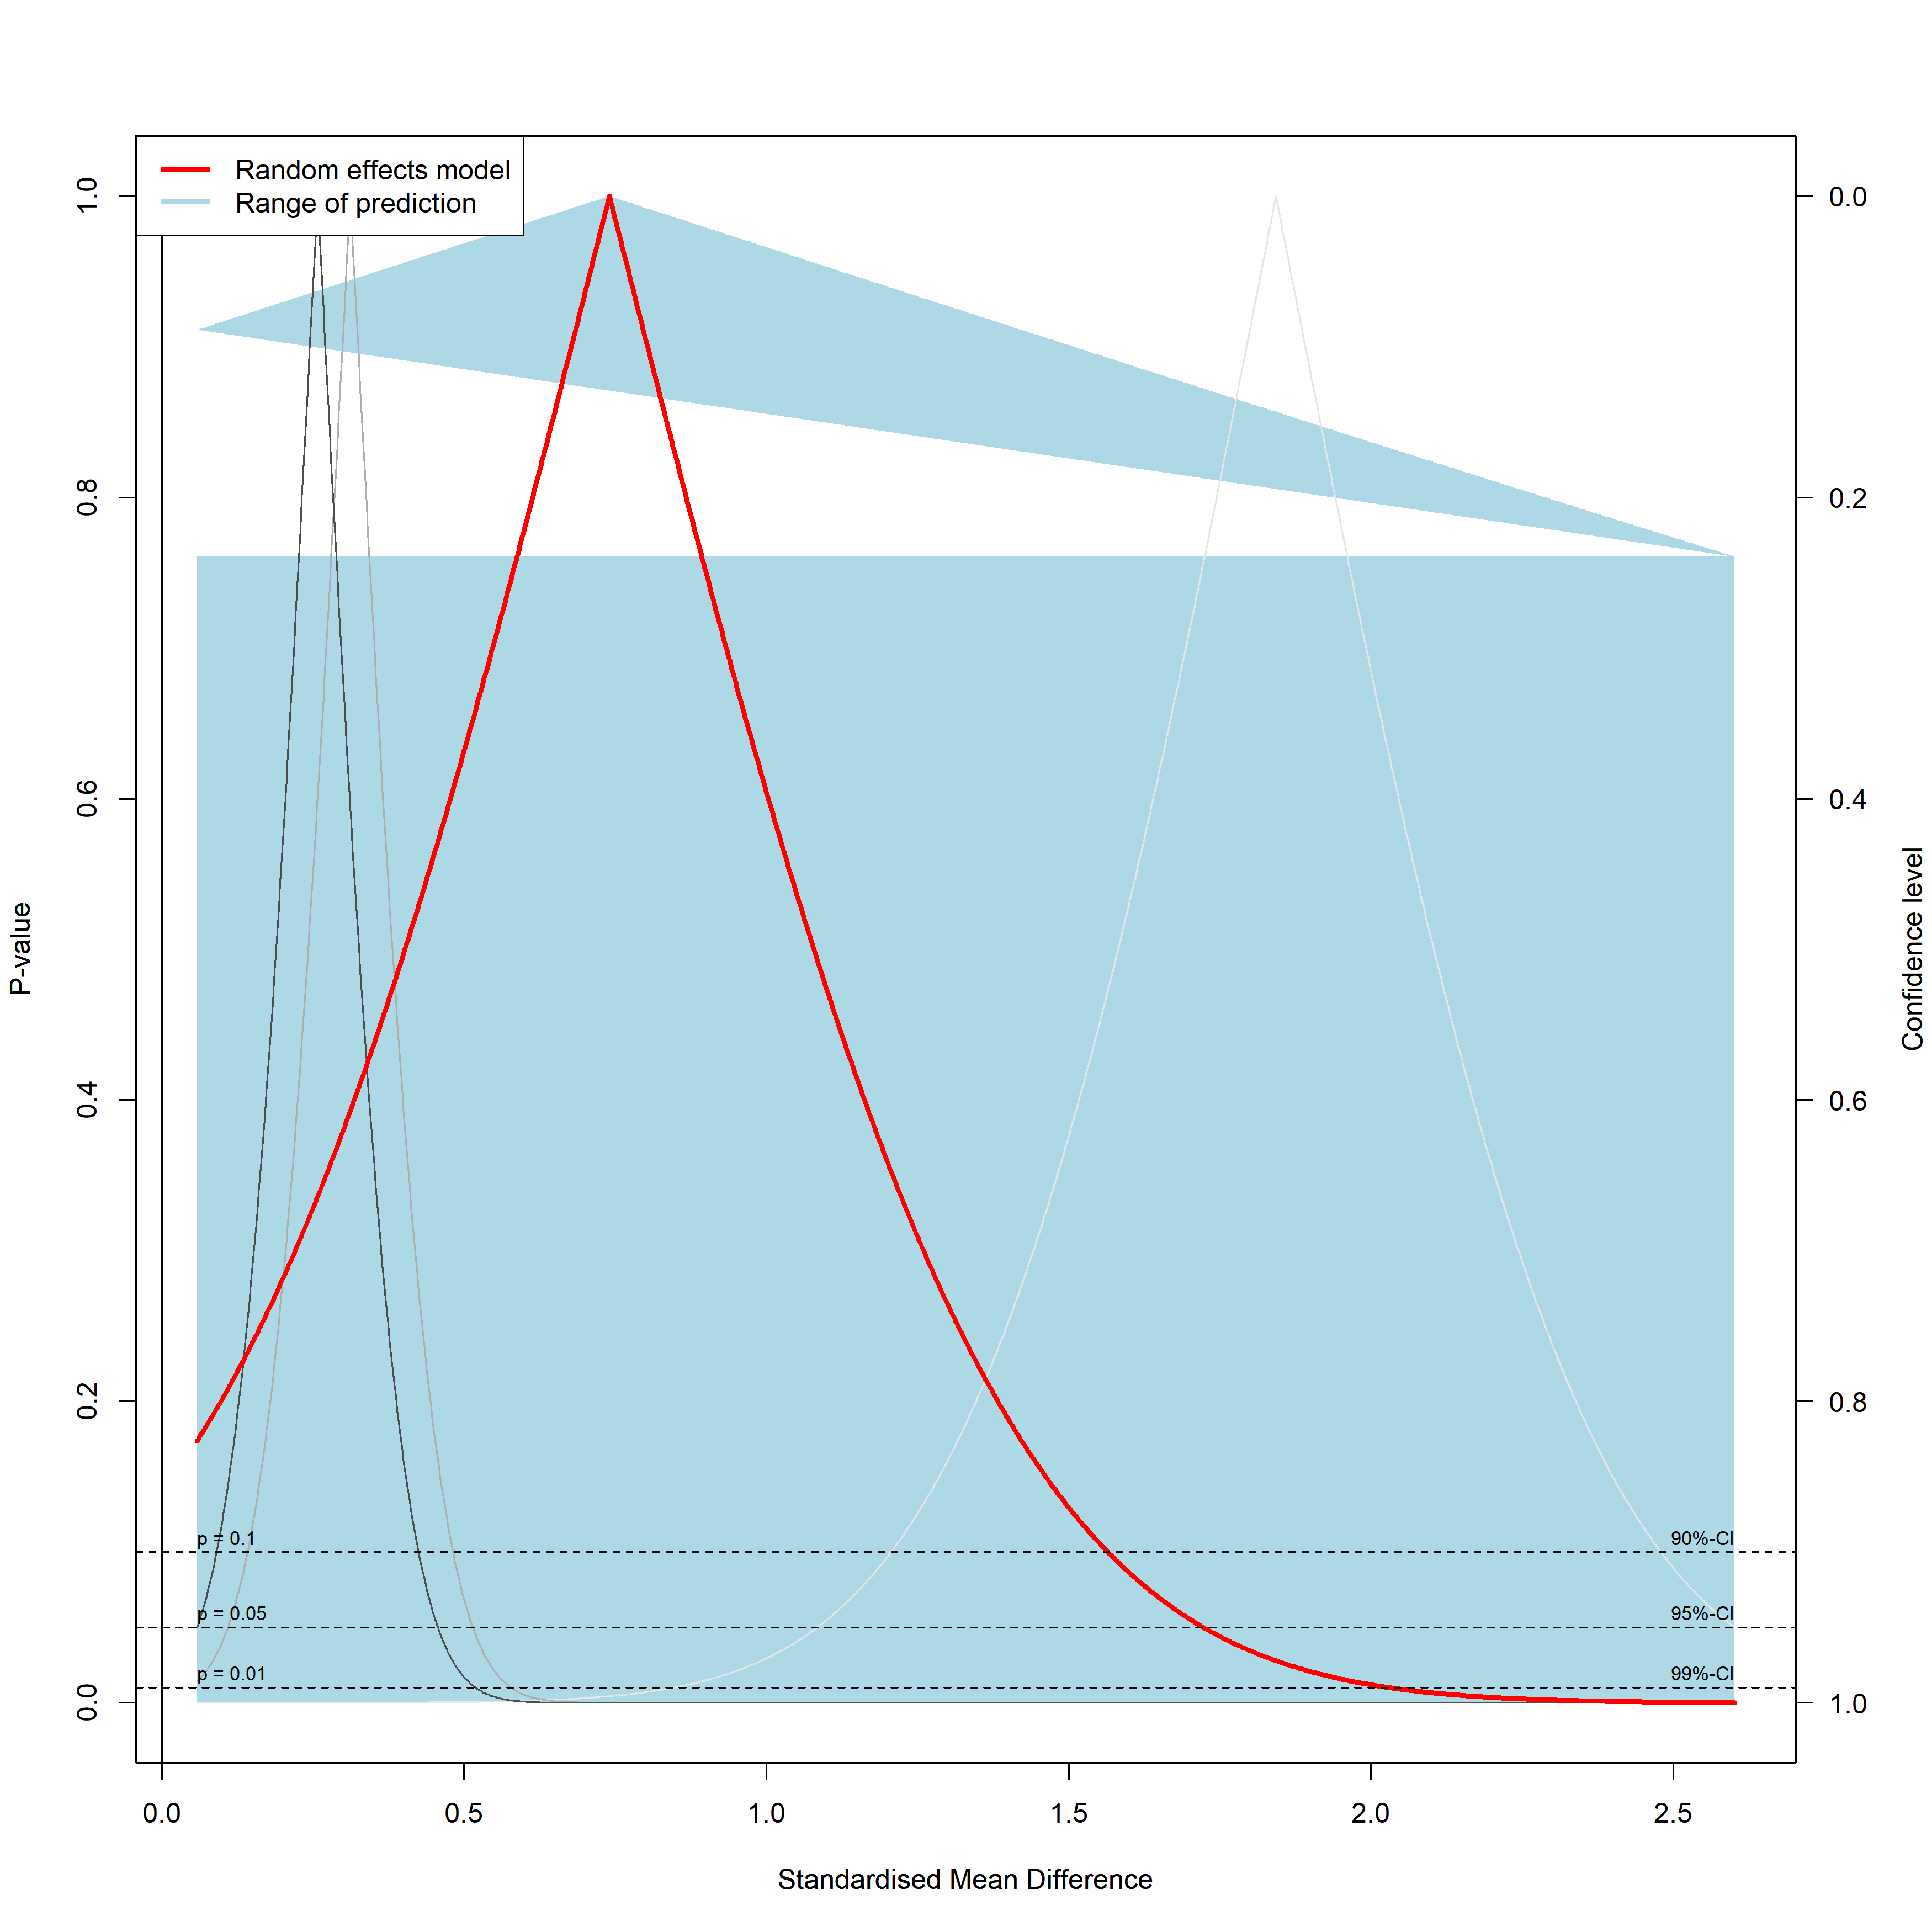 Random effects model
Range of prediction
1.0
0.8
0.6
0.4
0.2
0.0
P-value
0.0
0.2
0.4
0.6
0.8
1.0
Confidence level
p = 0.1
90%-CI
p = 0.05
95%-CI
p = 0.01
99%-CI
0.0
0.5
1.0
1.5
2.0
2.5
Standardised Mean Difference